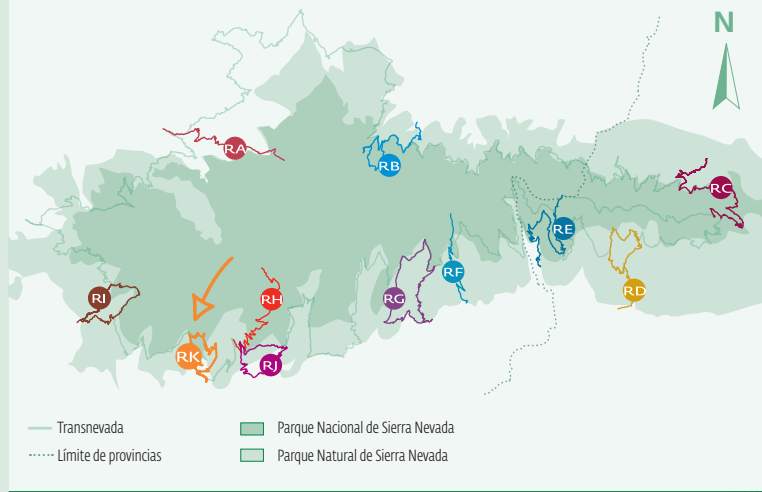 N
RA
RB
RC
RE
RF
RD
RI
RH
RG
RK
RJ
Transnevada
Parque Nacional de Sierra Nevada
Límite de provincias
Parque Natural de Sierra Nevada